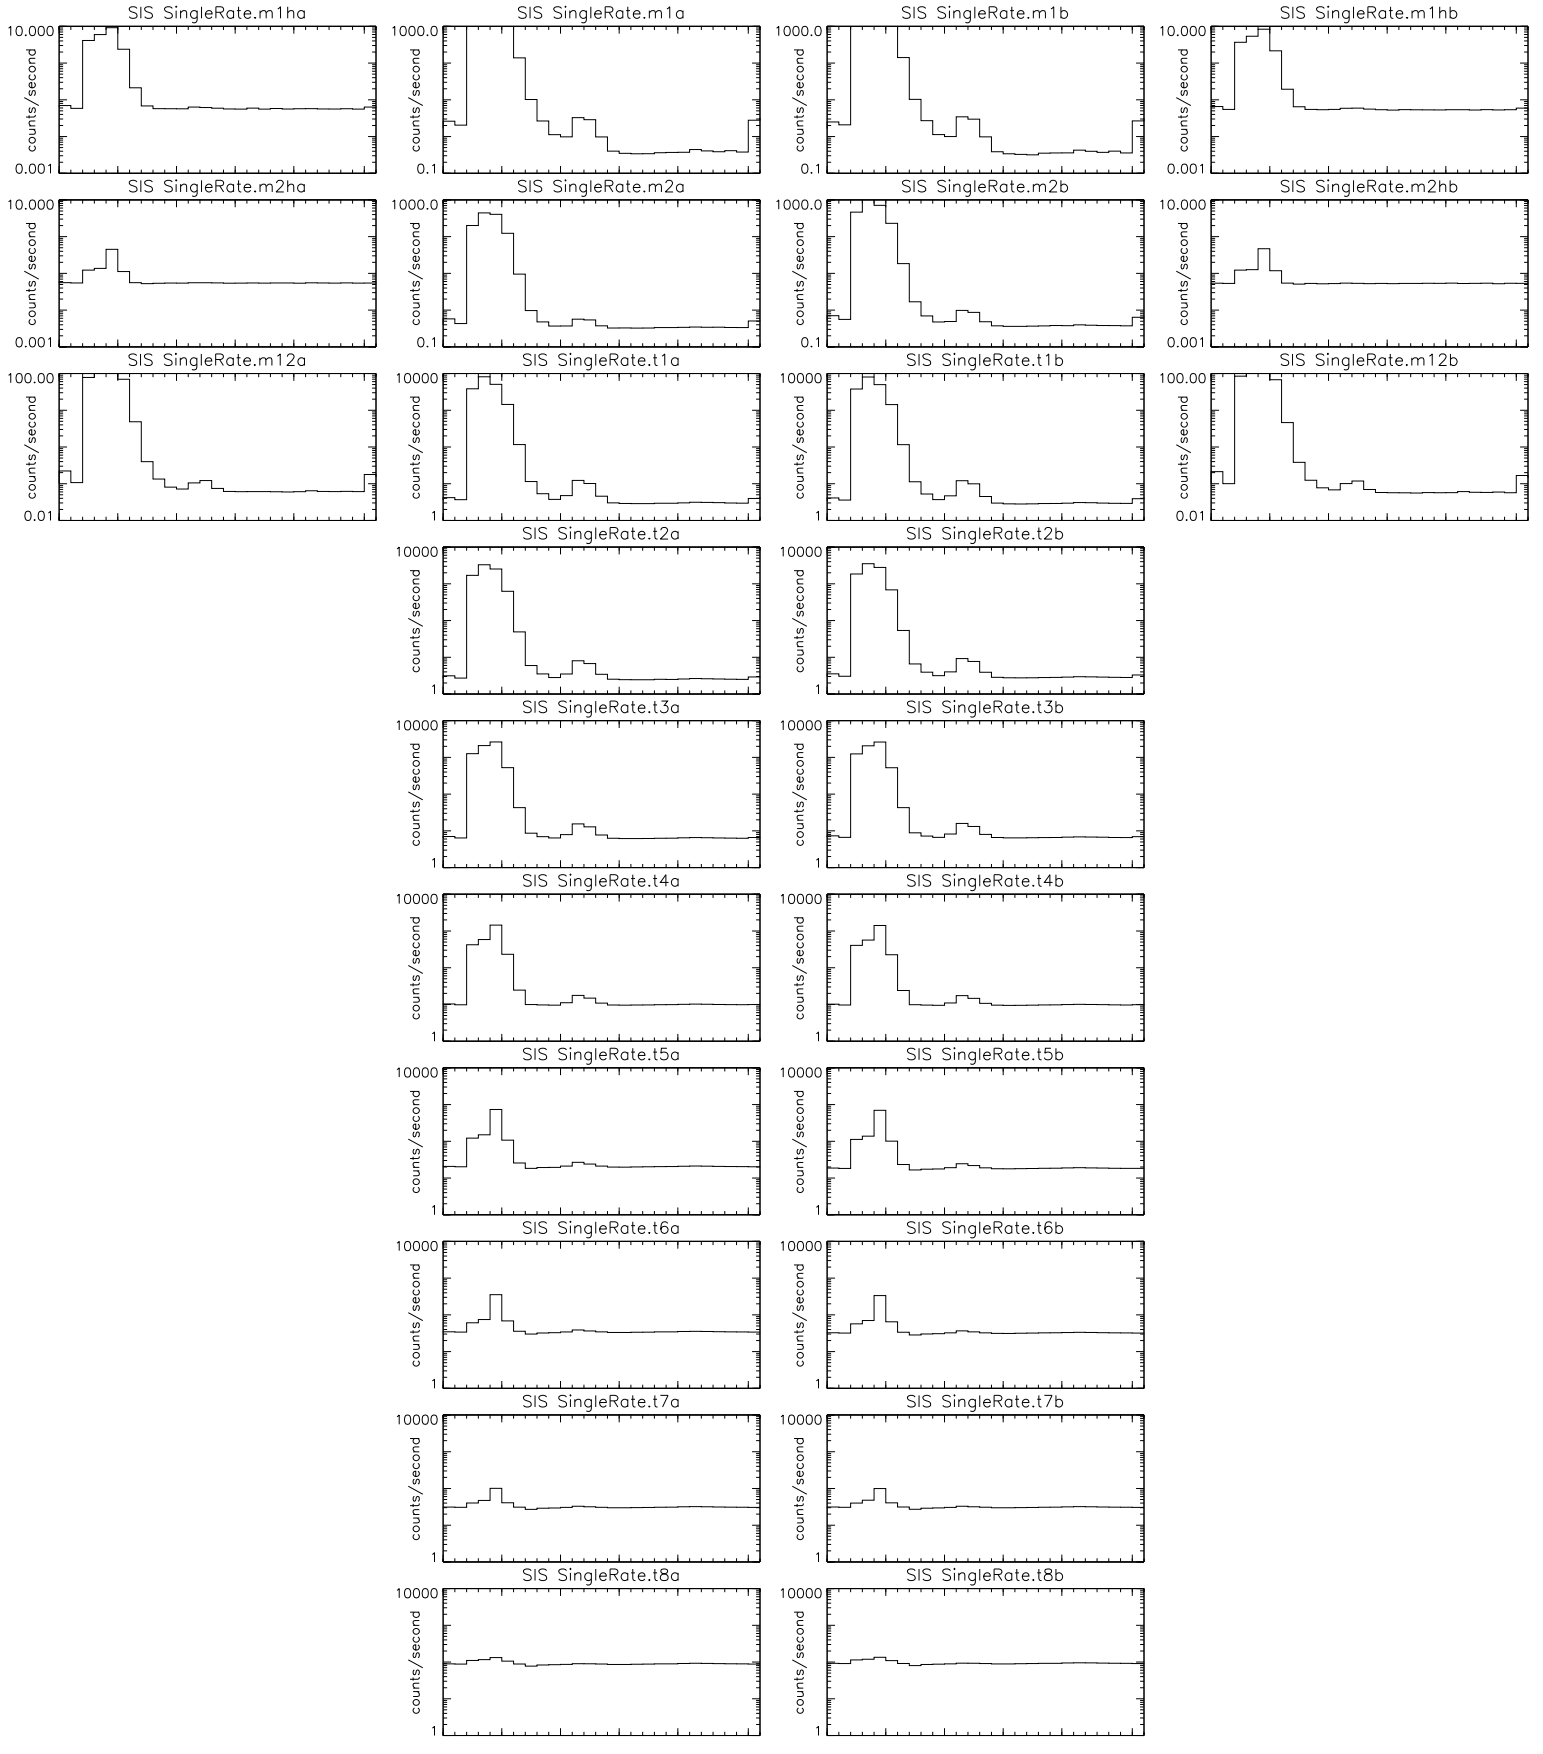 SIS SingleRate.m1ha
SIS SingleRate.m1a
SIS SingleRate.m1b
SIS SingleRate.m1hb
10.000
counts/second
0.001
1000.0
counts/second
0.1
1000.0
counts/second
0.1
10.000
counts/second
0.001
SIS SingleRate.m2ha
SIS SingleRate.m2a
SIS SingleRate.m2b
SIS SingleRate.m2hb
10.000
counts/second
0.001
1000.0
counts/second
0.1
1000.0
counts/second
0.1
10.000
counts/second
0.001
SIS SingleRate.m12a
SIS SingleRate.t1a
SIS SingleRate.t1b
SIS SingleRate.m12b
100.00
counts/second
0.01
10000
counts/second
1
10000
counts/second
1
100.00
counts/second
0.01
SIS SingleRate.t2a
SIS SingleRate.t2b
10000
counts/second
1
10000
counts/second
1
SIS SingleRate.t3a
SIS SingleRate.t3b
10000
counts/second
1
10000
counts/second
1
SIS SingleRate.t4a
SIS SingleRate.t4b
10000
counts/second
1
10000
counts/second
1
SIS SingleRate.t5a
SIS SingleRate.t5b
10000
counts/second
1
10000
counts/second
1
SIS SingleRate.t6a
SIS SingleRate.t6b
10000
counts/second
1
10000
counts/second
1
SIS SingleRate.t7a
SIS SingleRate.t7b
10000
counts/second
1
10000
counts/second
1
SIS SingleRate.t8a
SIS SingleRate.t8b
10000
counts/second
1
10000
counts/second
1